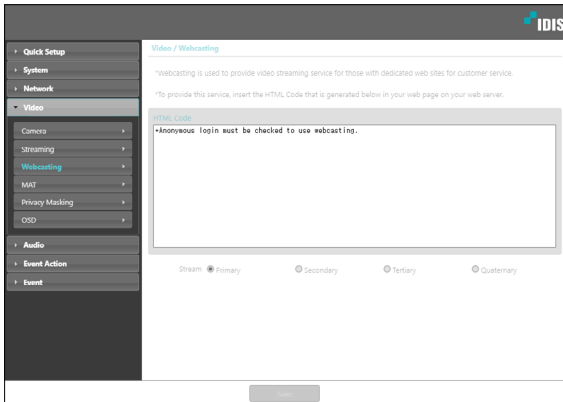 IDIS
Quick Setup
System
Network
Video
Camera
Streaming
Webcasting
MAT
Privacy Masking
OSD
Audio
Event Action
Event
Video / Webcasting
*Webcasting is used to provide video streaming service for those with dedicated web sites for customer service.
*To provide this service, insert the HTML Code that is generated below in your web page on your web server.
HTML Code
*Anonymous login must be checked to use webcasting.
Stream Primary Secondary Tertiary Quaternary